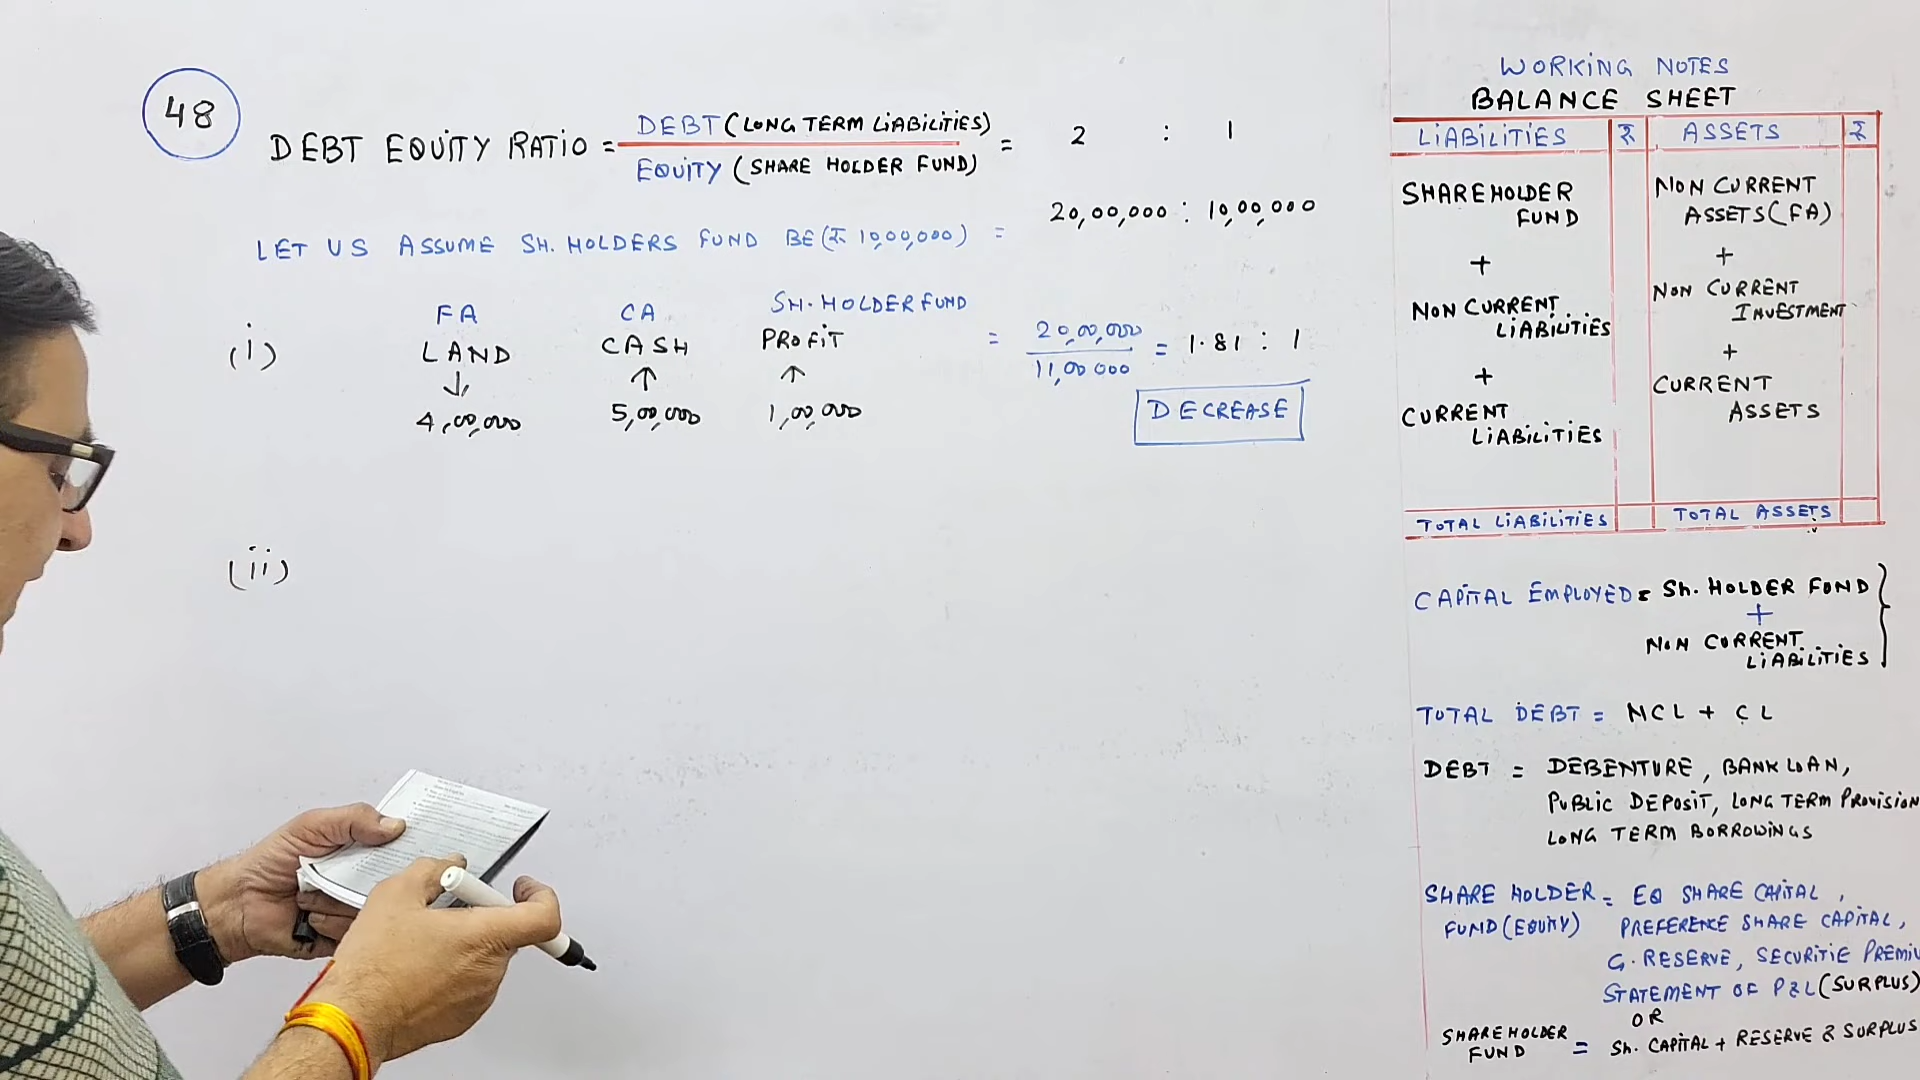 48
DEBT EQUITY RATIO = DEBT (LONG TERM LIABILITIES) = 2 : 1
EQUITY (SHARE HOLDER FUND)
20,00,000 : 10,00,000
LET US ASSUME SH. HOLDERS FUND BE (₹ 10,00,000) =
FA CA SH. HOLDER FUND
(i) LAND CASH PROFIT = 20,00,000 = 1.81 : 1
11,00,000
↓ ↑ ↑
4,00,000 5,00,000 1,00,000
DECREASE
(ii)
WORKING NOTES
BALANCE SHEET
LIABILITIES ₹ ASSETS ₹
SHAREHOLDER NON CURRENT
FUND ASSETS (FA)
+ +
NON CURRENT NON CURRENT
LIABILITIES INVESTMENT
+ +
CURRENT CURRENT
LIABILITIES ASSETS
TOTAL LIABILITIES TOTAL ASSETS
CAPITAL EMPLOYED = SH. HOLDER FUND
+
NON CURRENT
LIABILITIES
TOTAL DEBT = NCL + CL
DEBT = DEBENTURE, BANK LOAN,
PUBLIC DEPOSIT, LONG TERM PROVISION
LONG TERM BORROWINGS
SHARE HOLDER = EQ SHARE CAPITAL,
FUND (EQUITY) PREFERENCE SHARE CAPITAL,
G. RESERVE, SECURITIE PREMIU
STATEMENT OF P&L (SURPLUS)
OR
SHAREHOLDER
FUND = SH. CAPITAL + RESERVE & SURPLUS